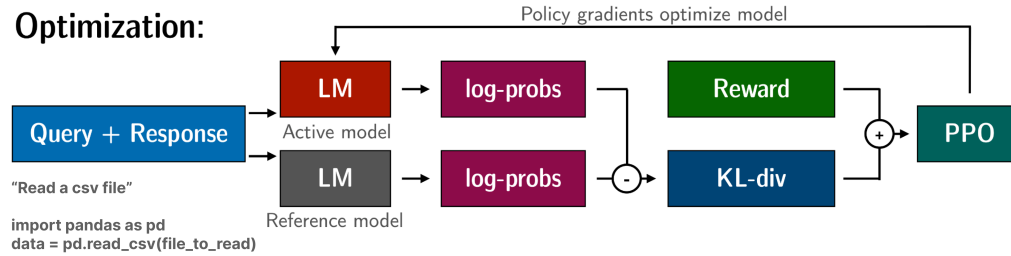 Optimization:
Policy gradients optimize model
LM
log-probs
Reward
Query + Response
Active model
+
PPO
LM
log-probs
-
KL-div
Reference model
“Read a csv file”
import pandas as pd
data = pd.read_csv(file_to_read)